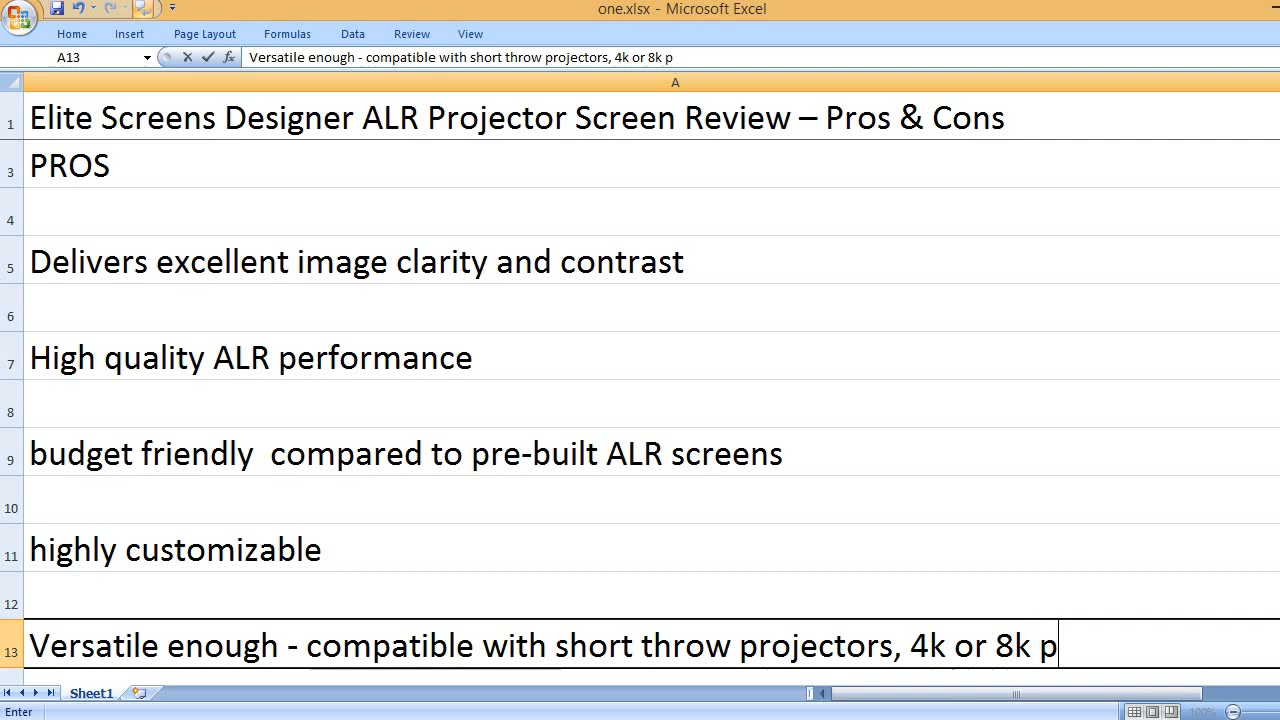 one.xlsx - Microsoft Excel
Home Insert Page Layout Formulas Data Review View
A13 fx Versatile enough - compatible with short throw projectors, 4k or 8k p
A
1 Elite Screens Designer ALR Projector Screen Review – Pros & Cons
3 PROS
4
5 Delivers excellent image clarity and contrast
6
7 High quality ALR performance
8
9 budget friendly  compared to pre-built ALR screens
10
11 highly customizable
12
13 Versatile enough - compatible with short throw projectors, 4k or 8k p
Sheet1
Enter 100%